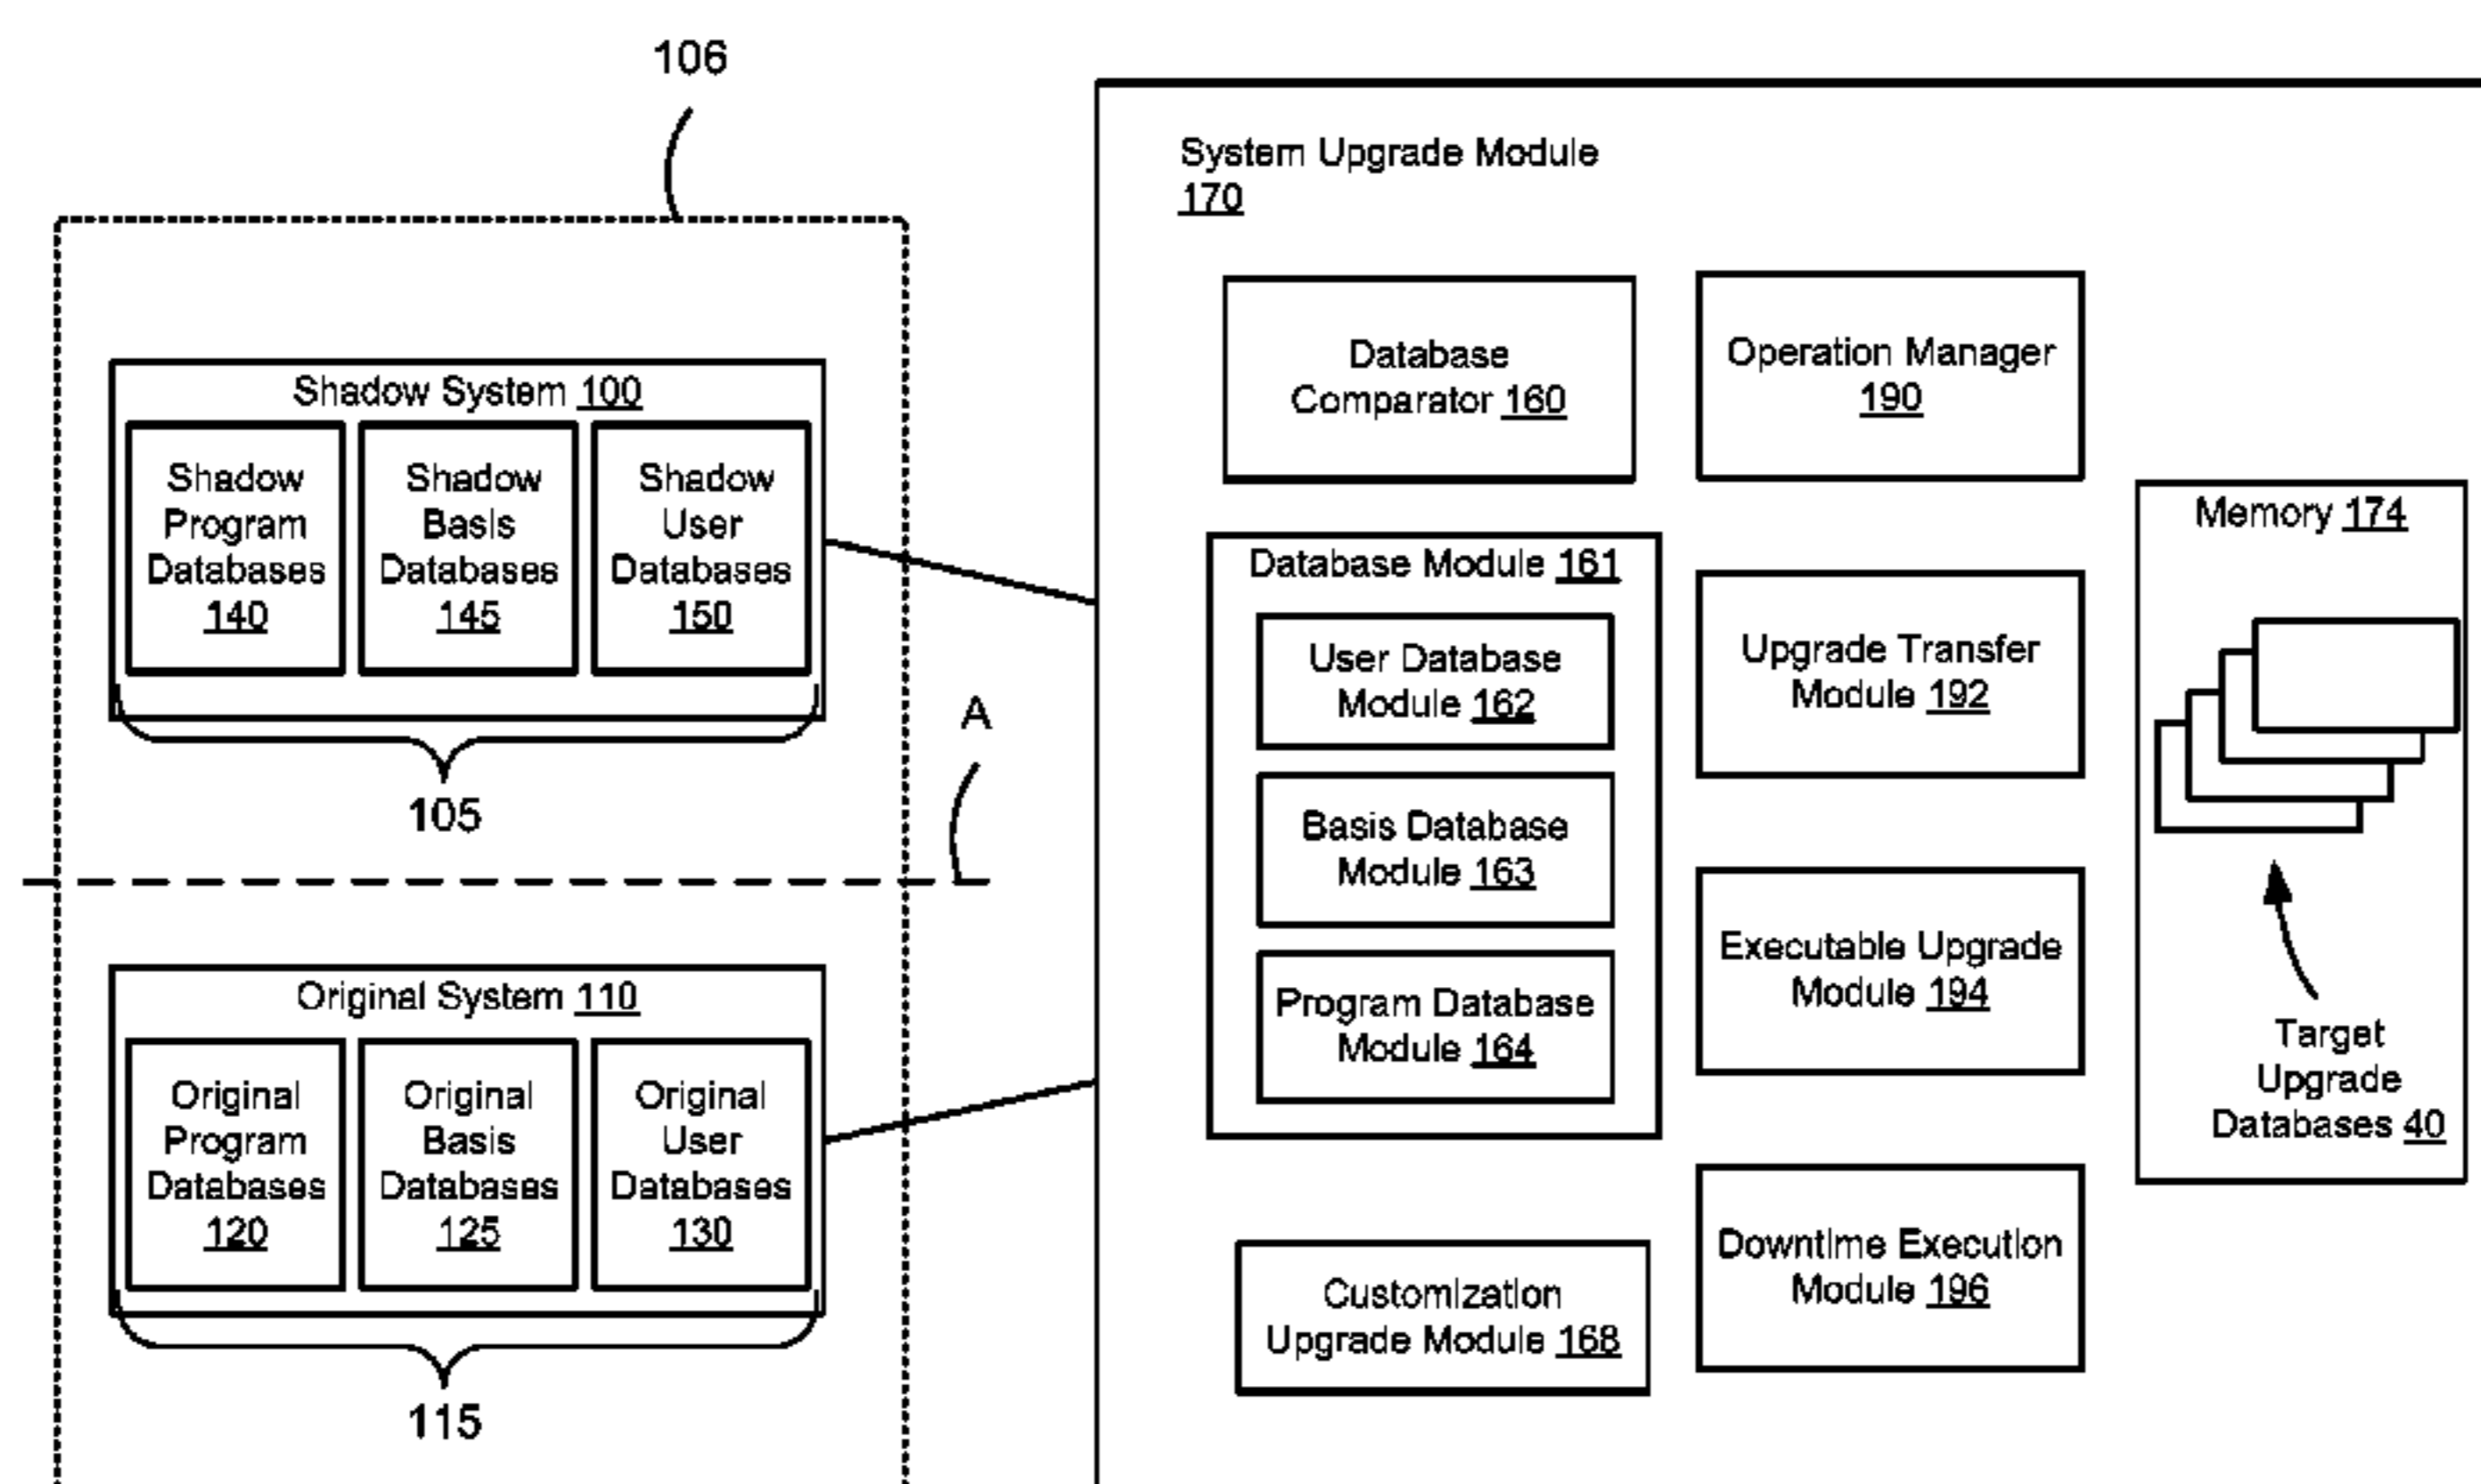 106
System Upgrade Module
170
Shadow System 100
Shadow
Program
Databases
140
Shadow
Basis
Databases
145
Shadow
User
Databases
150
105
A
Original System 110
Original
Program
Databases
120
Original
Basis
Databases
125
Original
User
Databases
130
115
Database
Comparator 160
Database Module 161
User Database
Module 162
Basis Database
Module 163
Program Database
Module 164
Customization
Upgrade Module 168
Operation Manager
190
Upgrade Transfer
Module 192
Executable Upgrade
Module 194
Downtime Execution
Module 196
Memory 174
Target
Upgrade
Databases 40